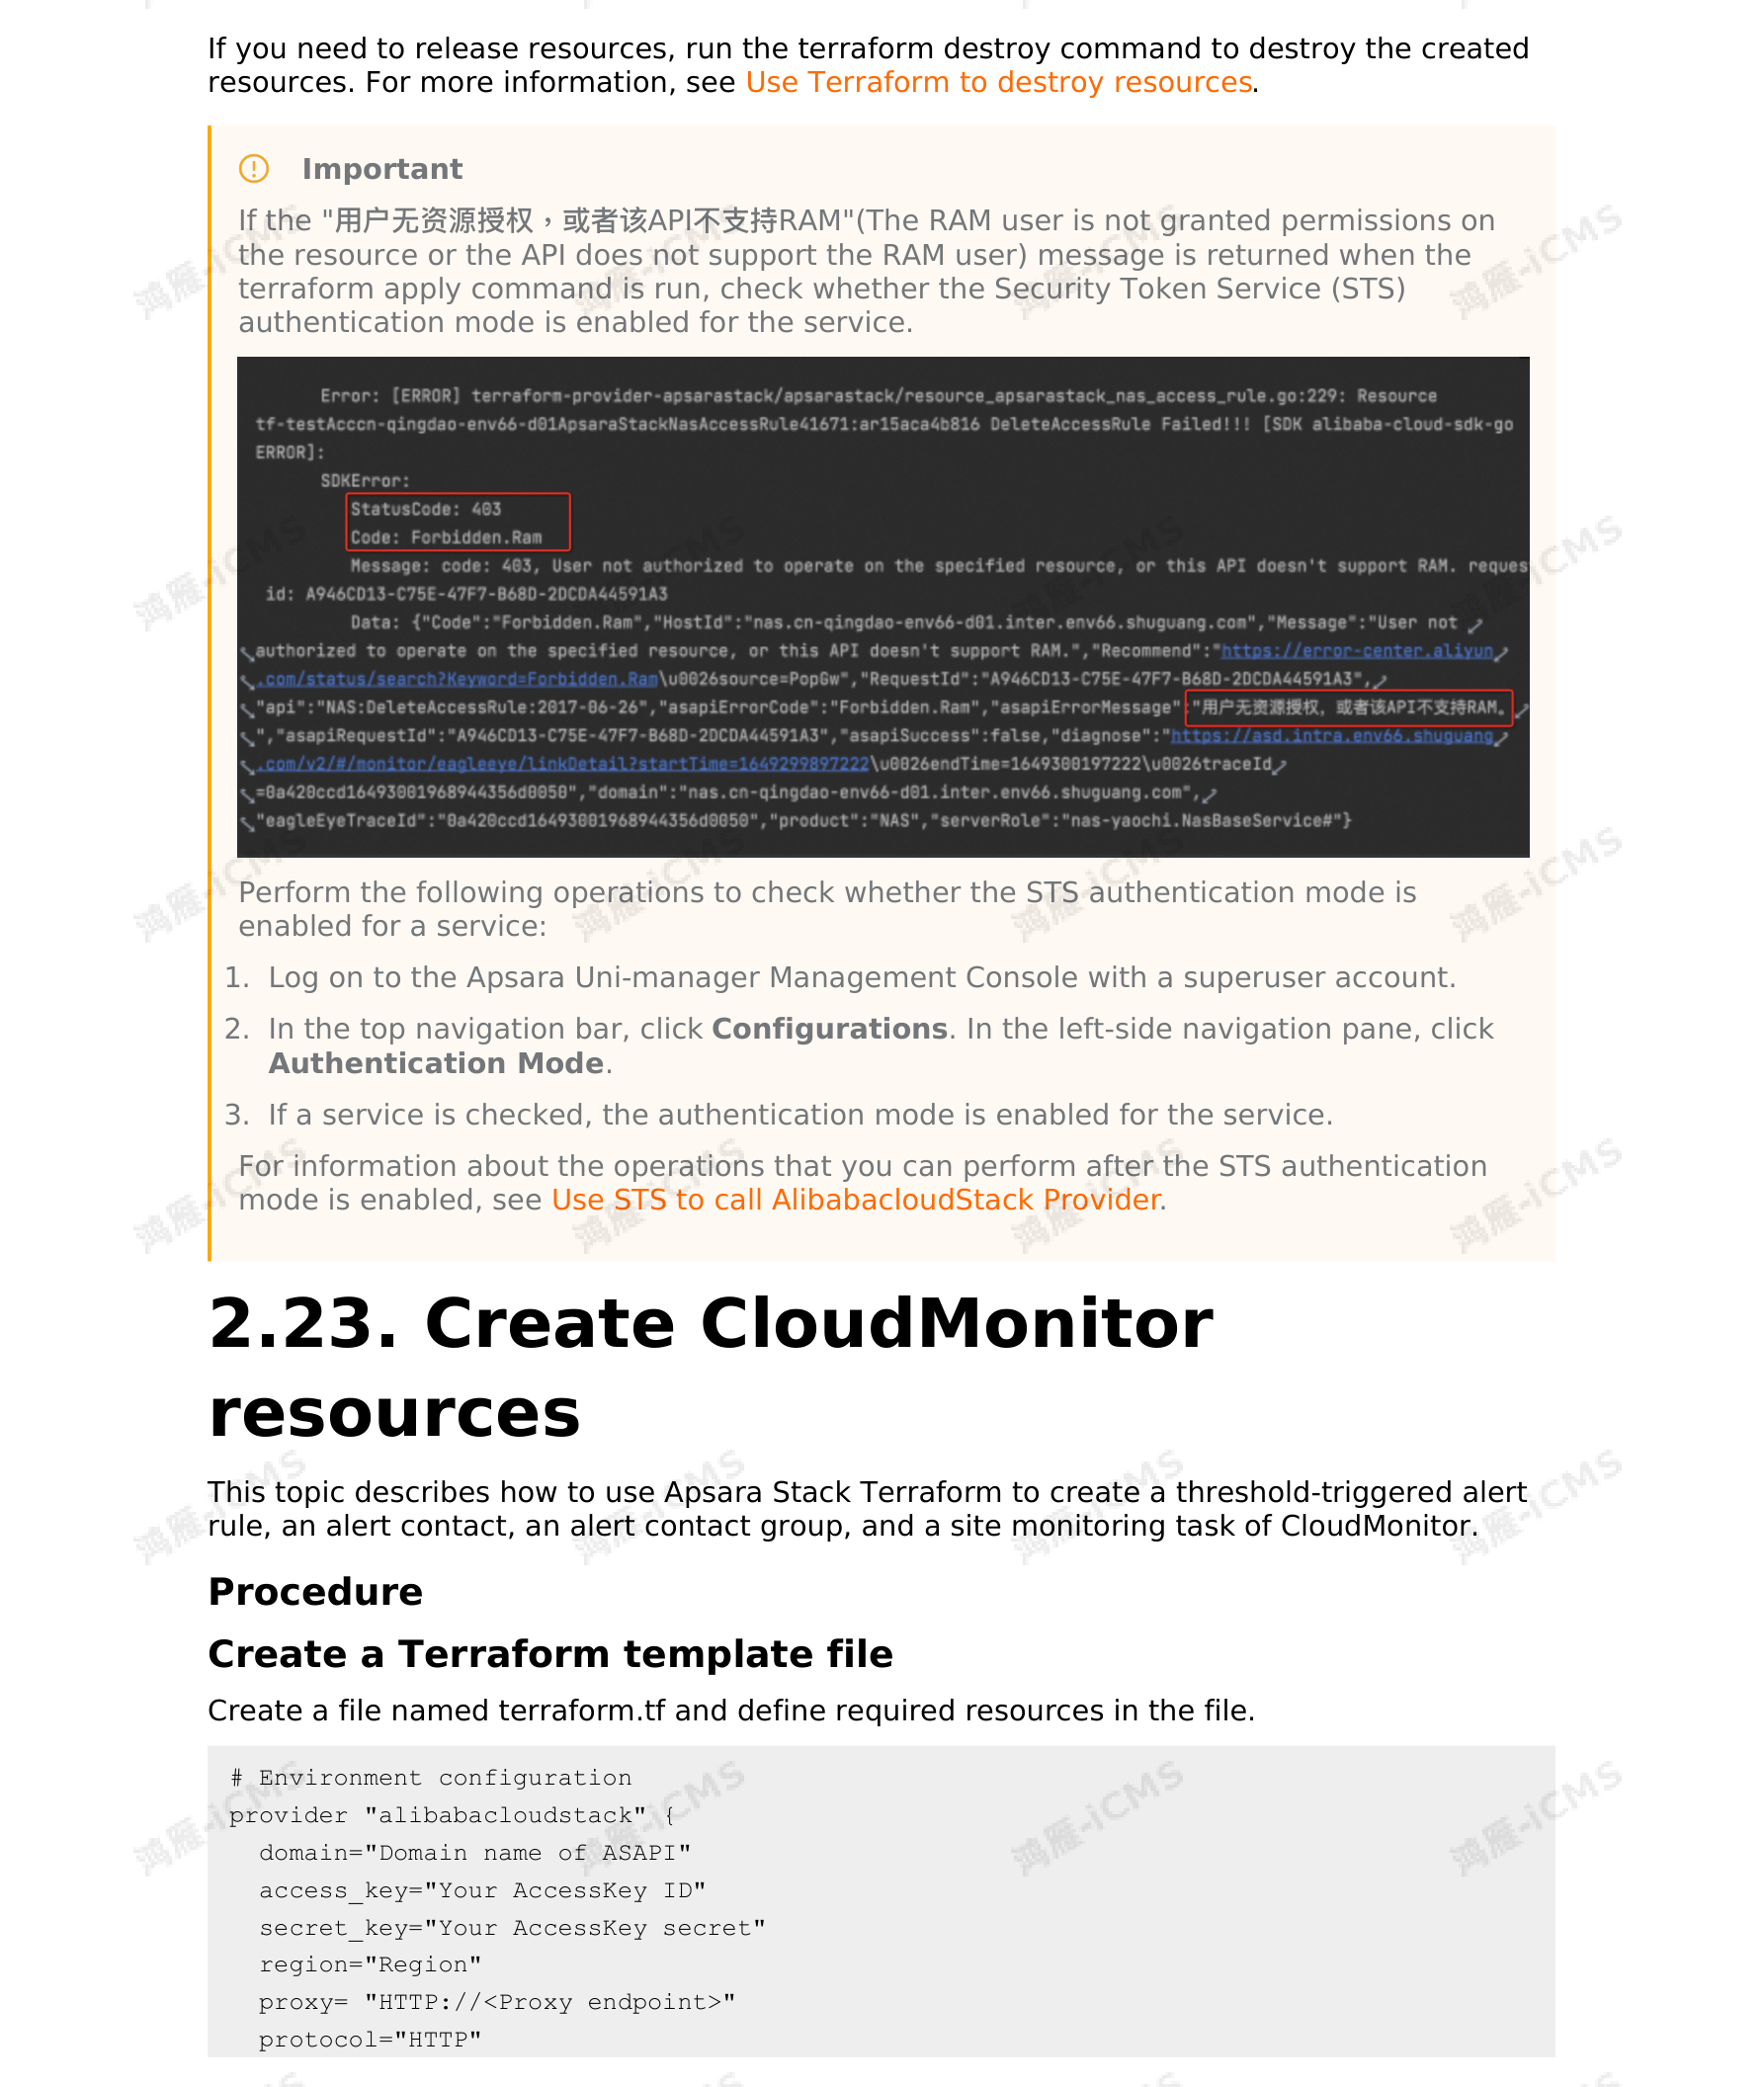 If you need to release resources, run the terraform destroy command to destroy the created
resources. For more information, see Use Terraform to destroy resources.
Important
If the "用户无资源授权，或者该API不支持RAM"(The RAM user is not granted permissions on
the resource or the API does not support the RAM user) message is returned when the
terraform apply command is run, check whether the Security Token Service (STS)
authentication mode is enabled for the service.
Error: [ERROR] terraform-provider-apsarastack/apsarastack/resource_apsarastack_nas_access_rule.go:229: Resource
tf-testAcccn-qingdao-env66-d01ApsaraStackNasAccessRule41671:ar15aca4b816 DeleteAccessRule Failed!!! [SDK alibaba-cloud-sdk-go
ERROR]:
SDKError:
StatusCode: 403
Code: Forbidden.Ram
Message: code: 403, User not authorized to operate on the specified resource, or this API doesn't support RAM. reques
id: A946CD13-C75E-47F7-B68D-2DCDA44591A3
Data: {"Code":"Forbidden.Ram","HostId":"nas.cn-qingdao-env66-d01.inter.env66.shuguang.com","Message":"User not
authorized to operate on the specified resource, or this API doesn't support RAM.","Recommend":"https://error-center.aliyun
.com/status/search?Keyword=Forbidden.Ram\u0026source=PopGw","RequestId":"A946CD13-C75E-47F7-B68D-2DCDA44591A3",
"api":"NAS:DeleteAccessRule:2017-06-26","asapiErrorCode":"Forbidden.Ram","asapiErrorMessage":"用户无资源授权，或者该API不支持RAM。
","asapiRequestId":"A946CD13-C75E-47F7-B68D-2DCDA44591A3","asapiSuccess":false,"diagnose":"https://asd.intra.env66.shuguang
.com/v2/#/monitor/eagleeye/linkDetail?startTime=1649299897222\u0026endTime=1649300197222\u0026traceId
=0a420ccd16493001968944356d0050","domain":"nas.cn-qingdao-env66-d01.inter.env66.shuguang.com",
"eagleEyeTraceId":"0a420ccd16493001968944356d0050","product":"NAS","serverRole":"nas-yaochi.NasBaseService#"}
Perform the following operations to check whether the STS authentication mode is
enabled for a service:
1. Log on to the Apsara Uni-manager Management Console with a superuser account.
2. In the top navigation bar, click Configurations. In the left-side navigation pane, click
Authentication Mode.
3. If a service is checked, the authentication mode is enabled for the service.
For information about the operations that you can perform after the STS authentication
mode is enabled, see Use STS to call AlibabacloudStack Provider.
2.23. Create CloudMonitor
resources
This topic describes how to use Apsara Stack Terraform to create a threshold-triggered alert
rule, an alert contact, an alert contact group, and a site monitoring task of CloudMonitor.
Procedure
Create a Terraform template file
Create a file named terraform.tf and define required resources in the file.
# Environment configuration
provider "alibabacloudstack" {
  domain="Domain name of ASAPI"
  access_key="Your AccessKey ID"
  secret_key="Your AccessKey secret"
  region="Region"
  proxy= "HTTP://<Proxy endpoint>"
  protocol="HTTP"
鸿雁-iCMS